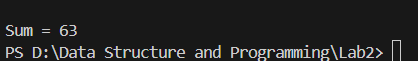 Sum = 63
PS D:\Data Structure and Programming\Lab2>